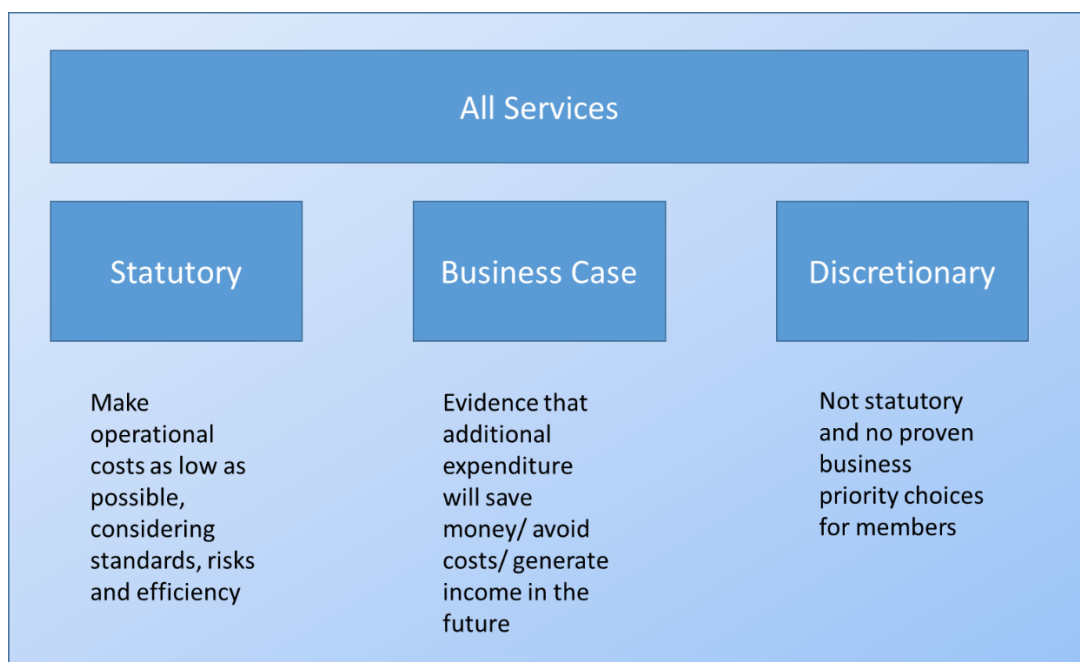 All Services
Statutory
Business Case
Discretionary
Make
operational
costs as low as
possible,
considering
standards, risks
and efficiency
Evidence that
additional
expenditure
will save
money/ avoid
costs/ generate
income in the
future
Not statutory
and no proven
business
priority choices
for members